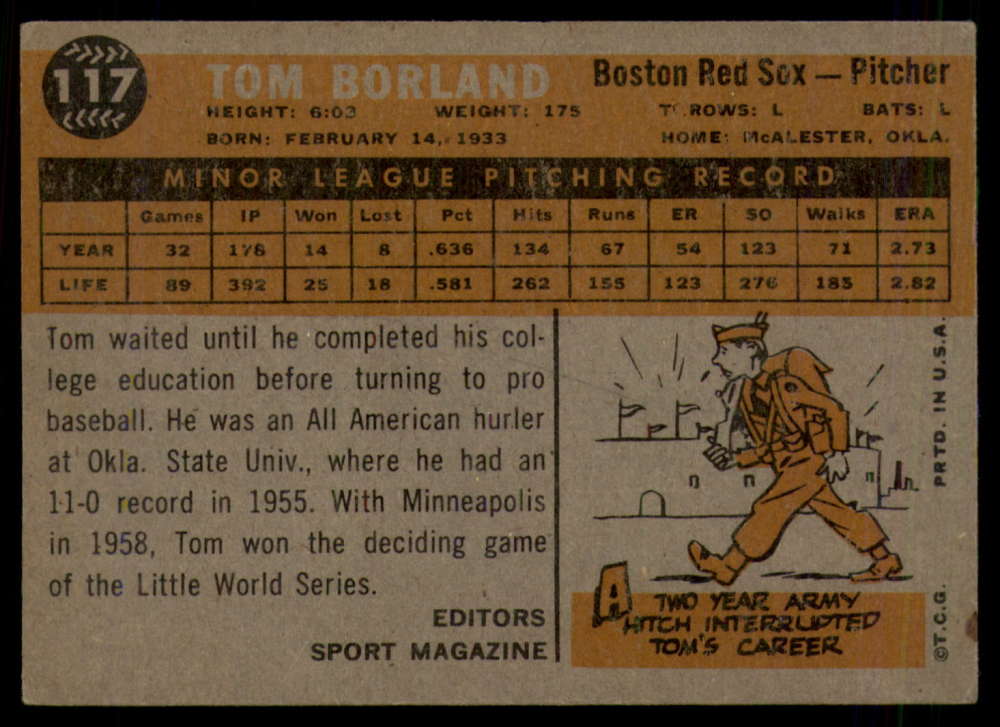 117
TOM BORLAND
Boston Red Sox — Pitcher
HEIGHT: 6:03 WEIGHT: 175 T ROWS: L BATS: L
BORN: FEBRUARY 14, 1933 HOME: McALESTER, OKLA.
MINOR LEAGUE PITCHING RECORD
Games IP Won Lost Pct Hits Runs ER SO Walks ERA
YEAR 32 178 14 8 .636 134 67 54 123 71 2.73
LIFE 89 392 25 18 .581 262 155 123 276 185 2.82
Tom waited until he completed his col-
lege education before turning to pro
baseball. He was an All American hurler
at Okla. State Univ., where he had an
11-0 record in 1955. With Minneapolis
in 1958, Tom won the deciding game
of the Little World Series.
EDITORS
SPORT MAGAZINE
A TWO YEAR ARMY
HITCH INTERRUPTED
TOM'S CAREER
©T.C.G. PRTD. IN U.S.A.